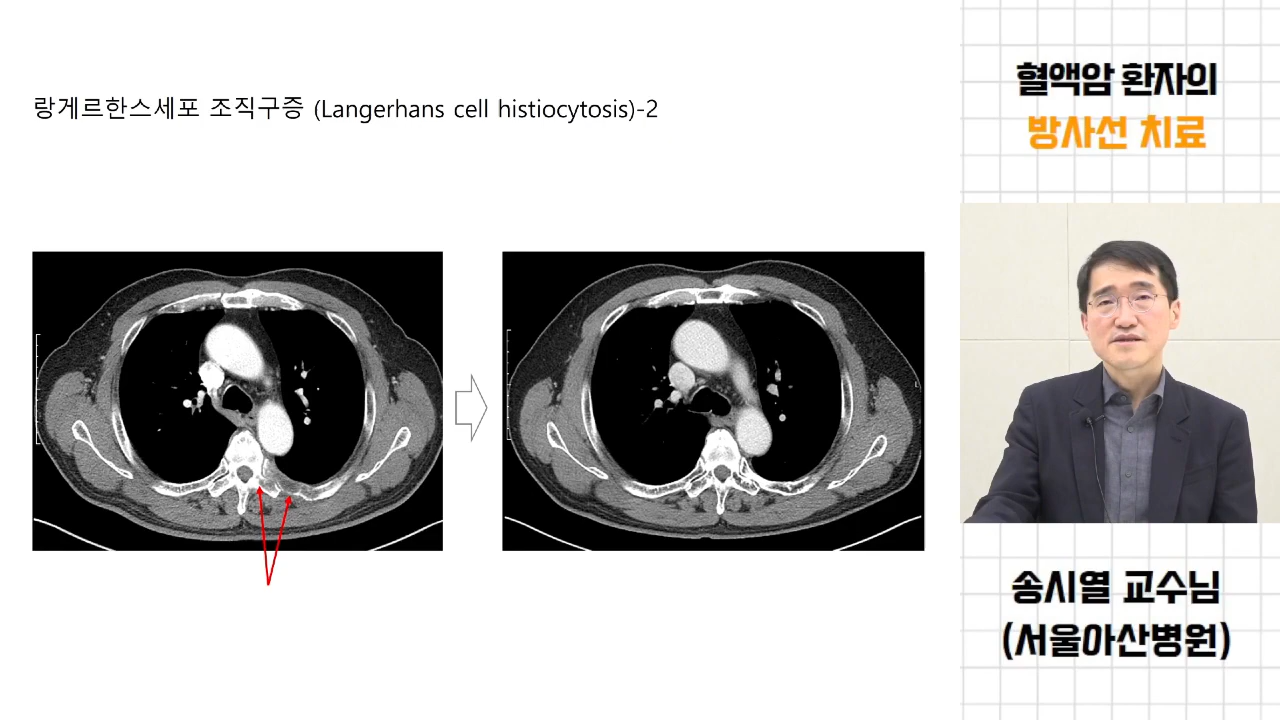 랑게르한스세포 조직구증 (Langerhans cell histiocytosis)-2
혈액암 환자의
방사선 치료
송시열 교수님
(서울아산병원)